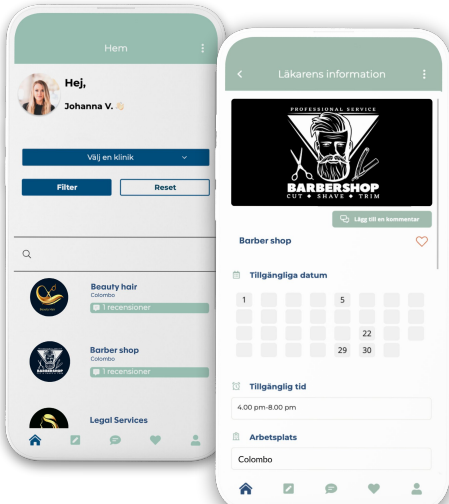 Hem
Hej,
Johanna V.
Välj en klinik
Filter
Reset
Beauty hair
Colombo
1 recensioner
BARBERSHOP
Barber shop
Colombo
1 recensioner
Legal Services
Läkarens information
PROFESSIONAL SERVICE
BARBERSHOP
CUT ◆ SHAVE ◆ TRIM
Lägg till en kommentar
Barber shop
Tillgängliga datum
1 5
22
29 30
Tillgänglig tid
4.00 pm-8.00 pm
Arbetsplats
Colombo